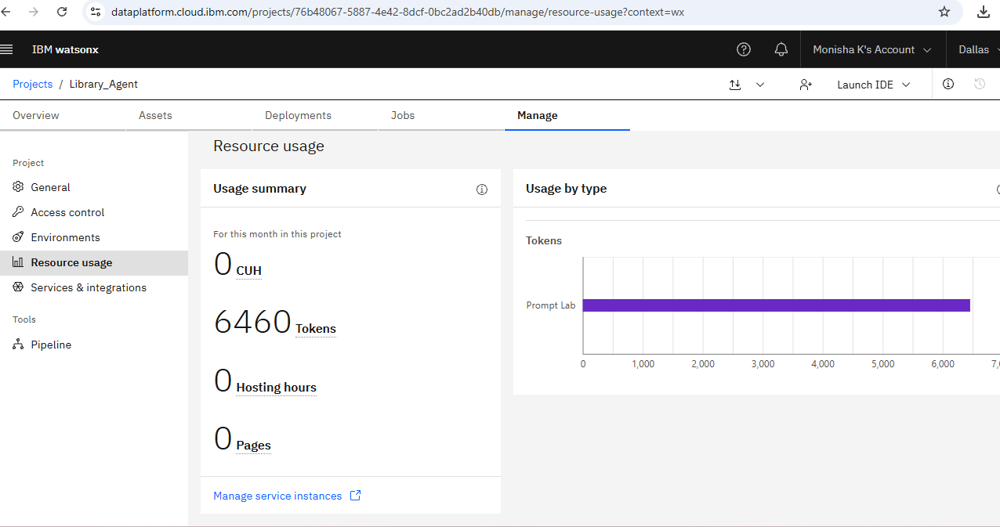 dataplatform.cloud.ibm.com/projects/76b48067-5887-4e42-8dcf-0bc2ad2b40db/manage/resource-usage?context=wx
IBM watsonx
Monisha K's Account
Dallas
Projects / Library_Agent
Launch IDE
Overview
Assets
Deployments
Jobs
Manage
Project
General
Access control
Environments
Resource usage
Services & integrations
Tools
Pipeline
Resource usage
Usage summary
For this month in this project
0 CUH
6460 Tokens
0 Hosting hours
0 Pages
Manage service instances
Usage by type
Tokens
Prompt Lab
0 1,000 2,000 3,000 4,000 5,000 6,000